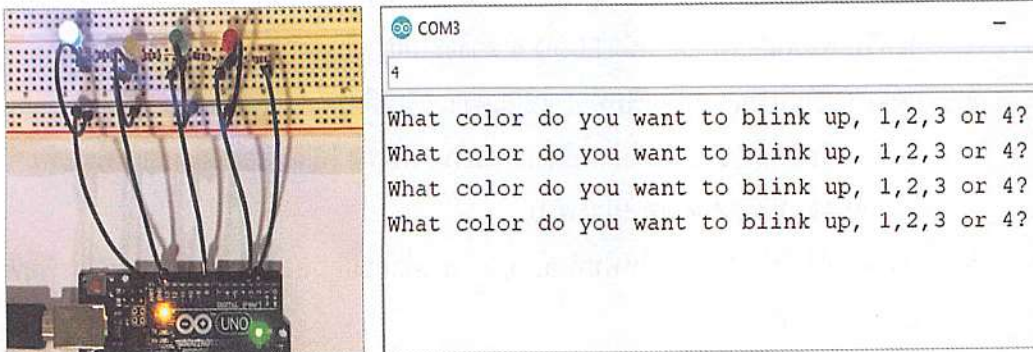 COM3
4
What color do you want to blink up, 1,2,3 or 4?
What color do you want to blink up, 1,2,3 or 4?
What color do you want to blink up, 1,2,3 or 4?
What color do you want to blink up, 1,2,3 or 4?
UNO